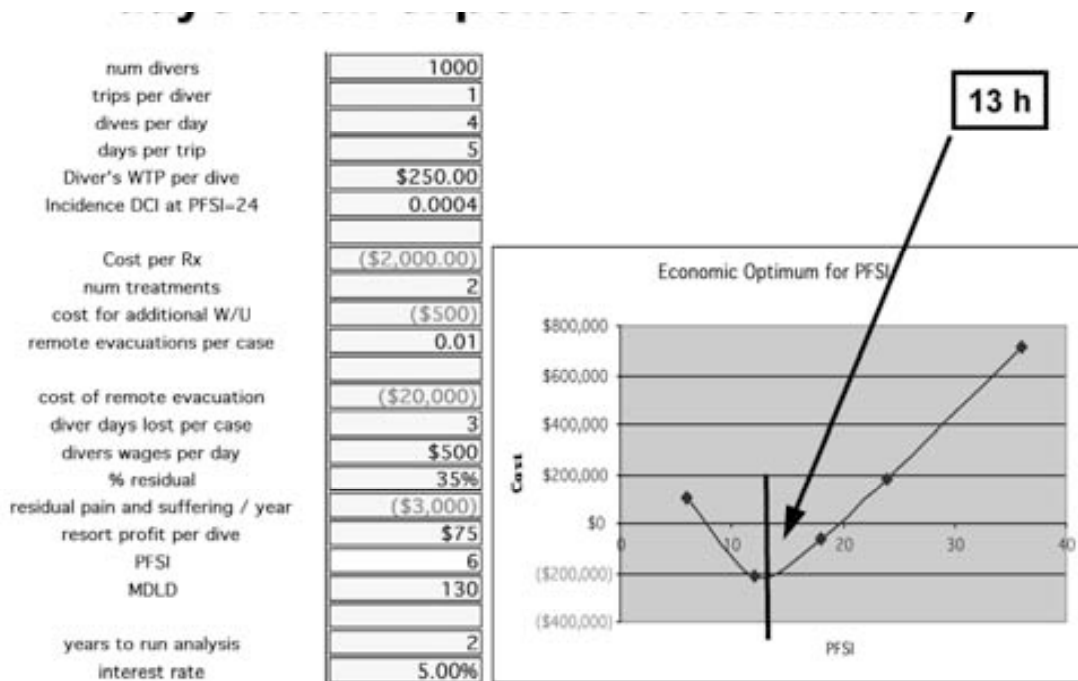 num divers 1000
trips per diver 1
dives per day 4
days per trip 5
Diver's WTP per dive $250.00
Incidence DCI at PFSI=24 0.0004
Cost per Rx ($2,000.00)
num treatments 2
cost for additional W/U ($500)
remote evacuations per case 0.01
cost of remote evacuation ($20,000)
diver days lost per case 3
divers wages per day $500
% residual 35%
residual pain and suffering / year ($3,000)
resort profit per dive $75
PFSI 6
MDLD 130
years to run analysis 2
interest rate 5.00%
13 h
Economic Optimum for PFSI
$800,000
$600,000
$400,000
$200,000
$0
($200,000)
($400,000)
Cost
0 10 20 30 40
PFSI